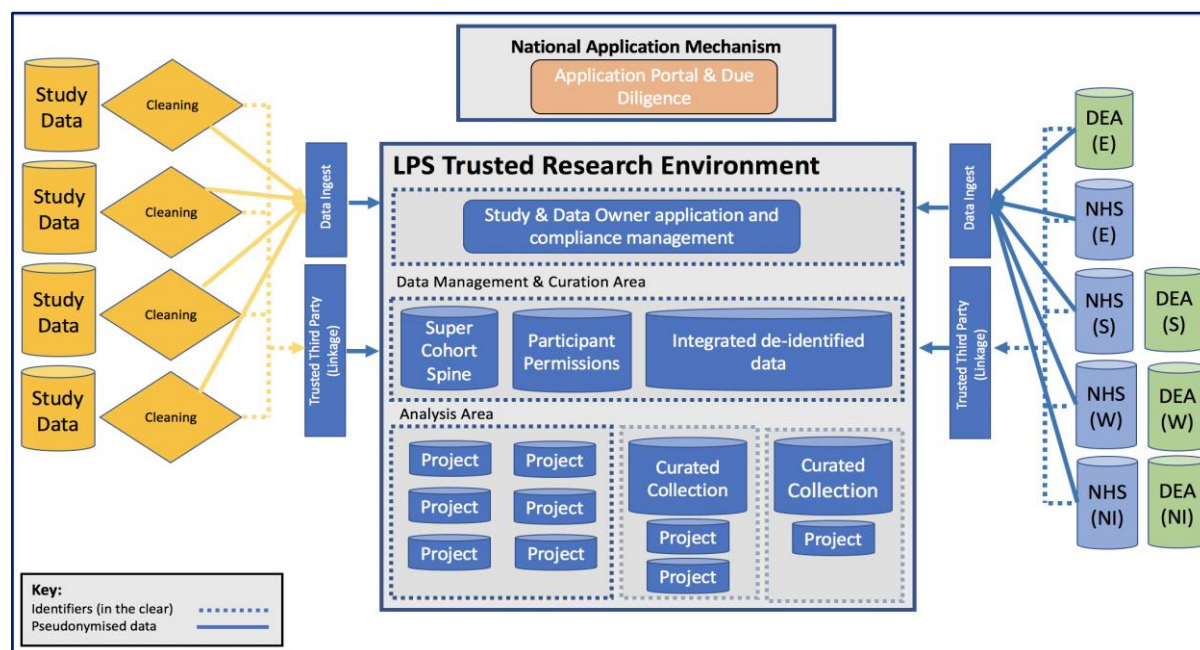 National Application Mechanism
Application Portal & Due
Diligence
Study
Data
Cleaning
Study
Data
Cleaning
Study
Data
Cleaning
Study
Data
Cleaning
Data Ingest
Trusted Third Party
(Linkage)
LPS Trusted Research Environment
Study & Data Owner application and
compliance management
Data Management & Curation Area
Super
Cohort
Spine
Participant
Permissions
Integrated de-identified
data
Analysis Area
Project
Project
Project
Project
Project
Project
Curated
Collection
Project
Project
Curated
Collection
Project
Data Ingest
Trusted Third Party
(Linkage)
DEA
(E)
NHS
(E)
NHS
(S)
DEA
(S)
NHS
(W)
DEA
(W)
NHS
(NI)
DEA
(NI)
Key:
Identifiers (in the clear)
Pseudonymised data